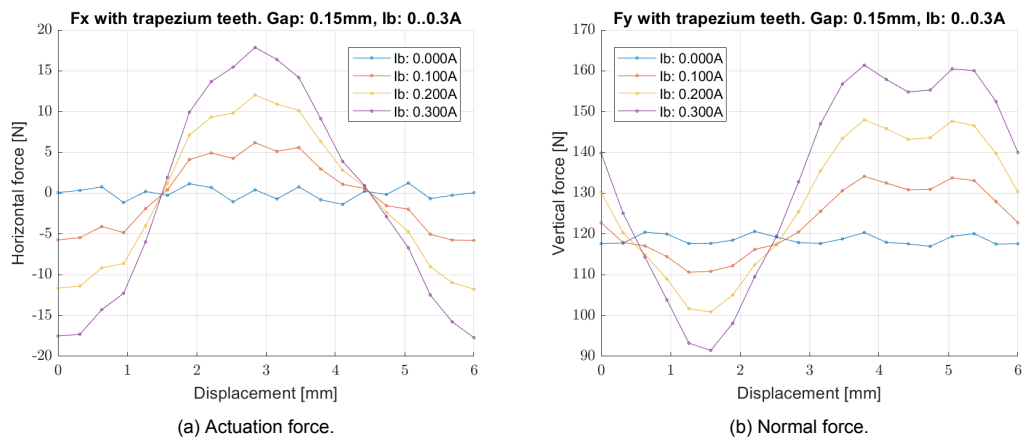 Fx with trapezium teeth. Gap: 0.15mm, Ib: 0..0.3A
20
15
10
5
0
-5
-10
-15
-20
Horizontal force [N]
Ib: 0.000A
Ib: 0.100A
Ib: 0.200A
Ib: 0.300A
0 1 2 3 4 5 6
Displacement [mm]
(a) Actuation force.
Fy with trapezium teeth. Gap: 0.15mm, Ib: 0..0.3A
170
160
150
140
130
120
110
100
90
Vertical force [N]
Ib: 0.000A
Ib: 0.100A
Ib: 0.200A
Ib: 0.300A
0 1 2 3 4 5 6
Displacement [mm]
(b) Normal force.